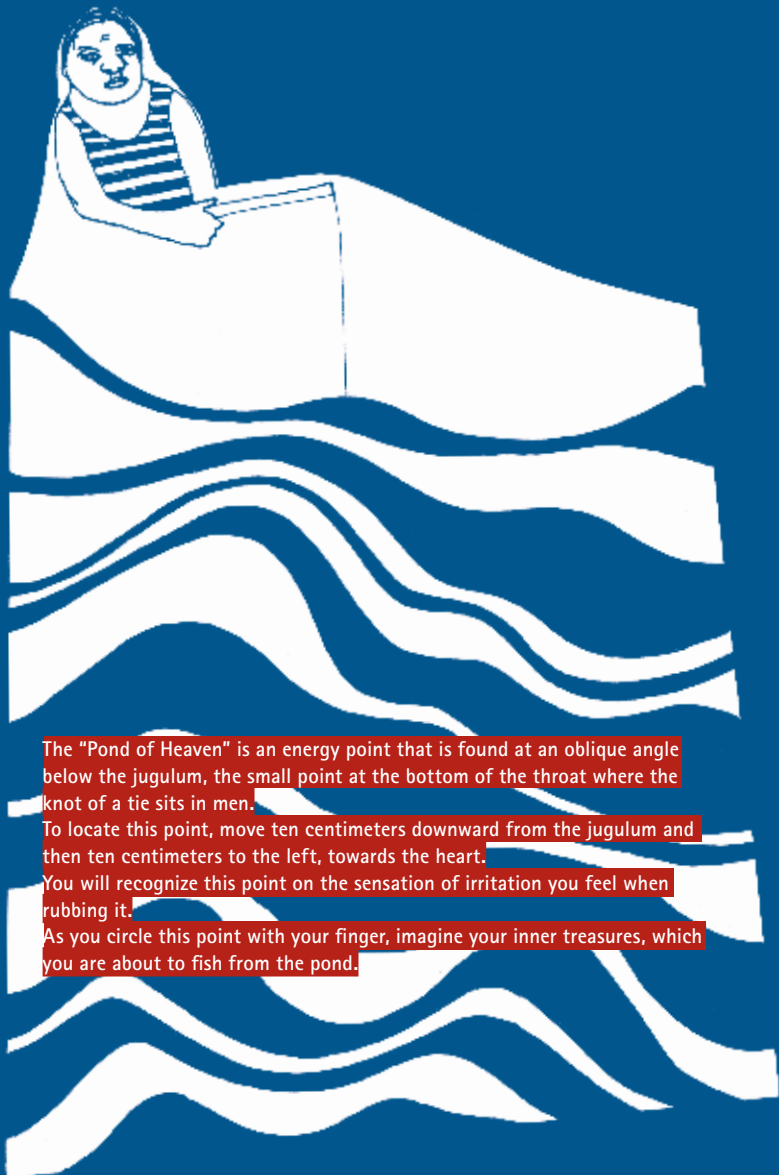 The “Pond of Heaven” is an energy point that is found at an oblique angle
below the jugulum, the small point at the bottom of the throat where the
knot of a tie sits in men.
To locate this point, move ten centimeters downward from the jugulum and
then ten centimeters to the left, towards the heart.
You will recognize this point on the sensation of irritation you feel when
rubbing it.
As you circle this point with your finger, imagine your inner treasures, which
you are about to fish from the pond.